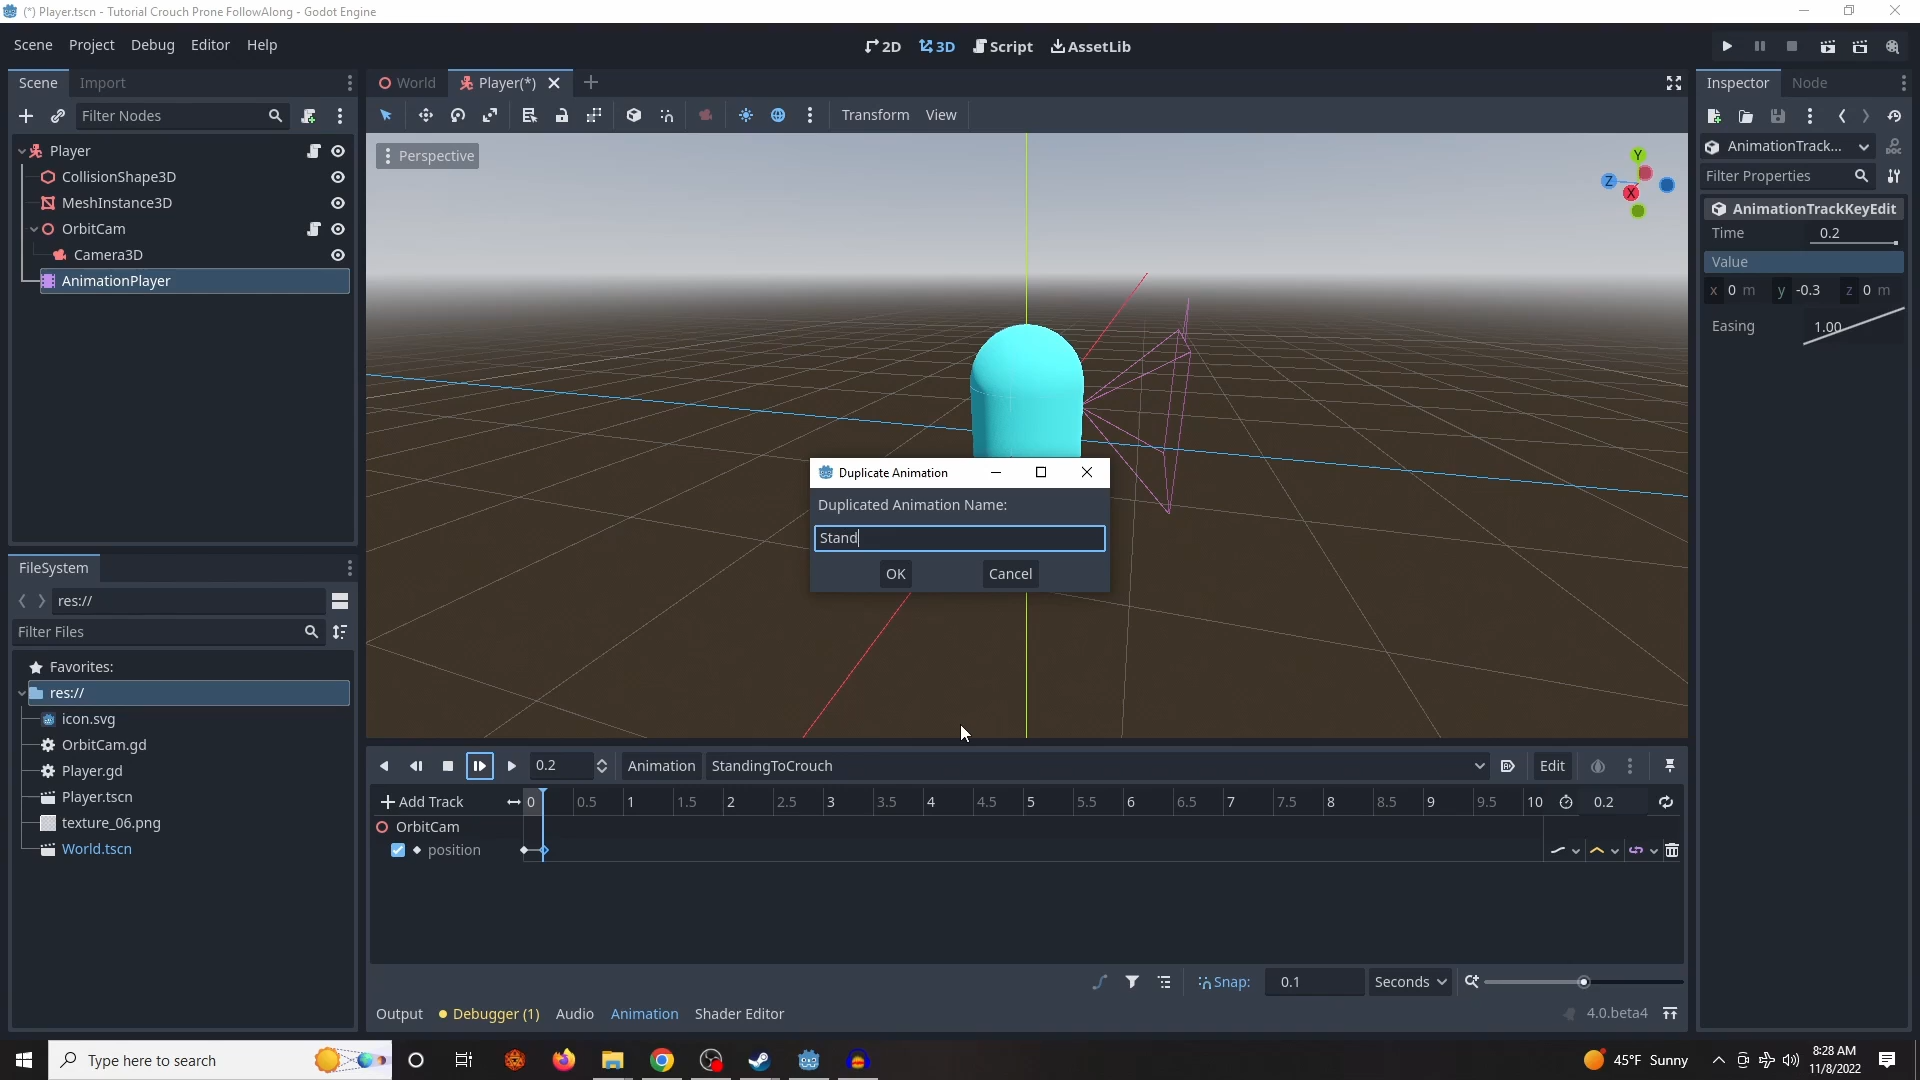 (*) Player.tscn - Tutorial Crouch Prone FollowAlong - Godot Engine
Scene Project Debug Editor Help
2D 3D Script AssetLib
Scene Import
World Player(*)
Inspector Node
Filter Nodes
Transform View
Perspective
Y
Z
X
Player
CollisionShape3D
MeshInstance3D
OrbitCam
Camera3D
AnimationPlayer
AnimationTrack...
DOC
Filter Properties
AnimationTrackKeyEdit
Time 0.2
Value
x 0 m y -0.3 z 0 m
Easing 1.00
Duplicate Animation
Duplicated Animation Name:
Stand
OK Cancel
FileSystem
res://
Filter Files
Favorites:
res://
icon.svg
OrbitCam.gd
Player.gd
Player.tscn
texture_06.png
World.tscn
0.2 Animation StandingToCrouch Edit
Add Track 0 0.5 1 1.5 2 2.5 3 3.5 4 4.5 5 5.5 6 6.5 7 7.5 8 8.5 9 9.5 10 0.2
OrbitCam
position
Snap: 0.1 Seconds
Output Debugger (1) Audio Animation Shader Editor 4.0.beta4
Type here to search
45°F Sunny
8:28 AM
11/8/2022